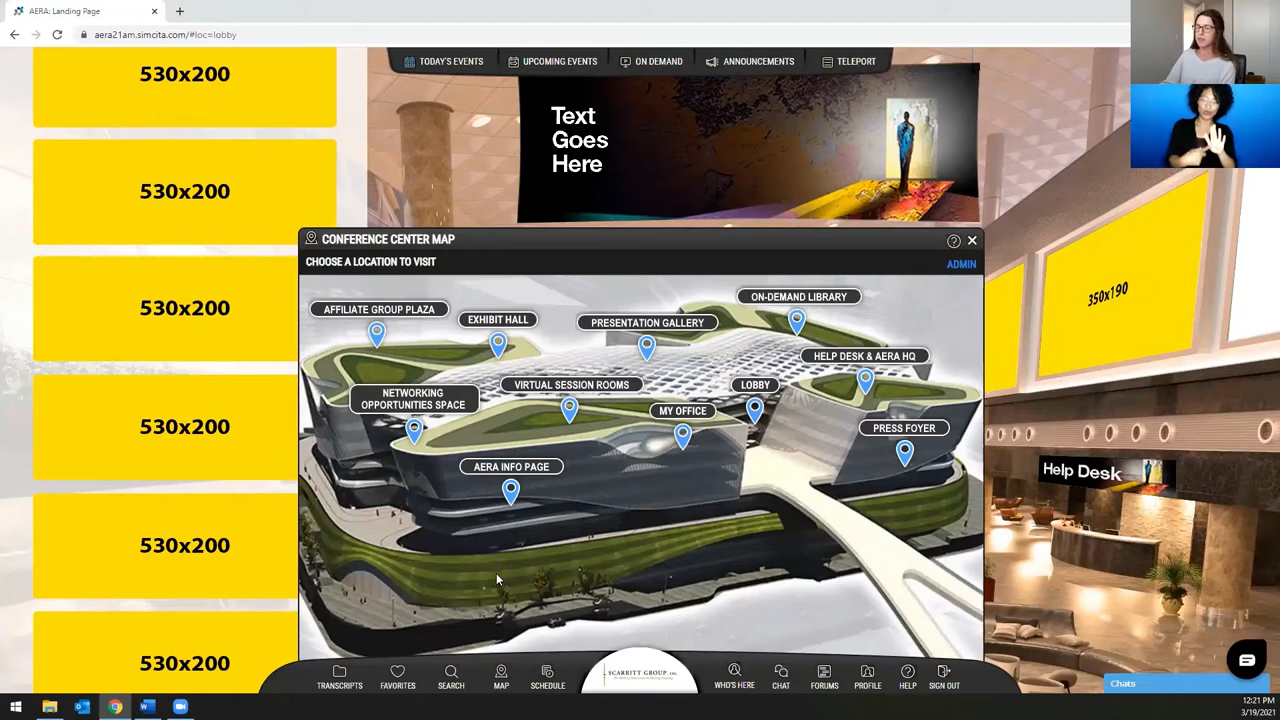 AERA: Landing Page
aera21am.simcita.com/#loc=lobby
TODAY'S EVENTS
UPCOMING EVENTS
ON DEMAND
ANNOUNCEMENTS
TELEPORT
530x200
530x200
530x200
530x200
530x200
530x200
Text
Goes
Here
350x190
Help Desk
CONFERENCE CENTER MAP
CHOOSE A LOCATION TO VISIT
ADMIN
AFFILIATE GROUP PLAZA
EXHIBIT HALL
PRESENTATION GALLERY
ON-DEMAND LIBRARY
HELP DESK & AERA HQ
NETWORKING
OPPORTUNITIES SPACE
VIRTUAL SESSION ROOMS
MY OFFICE
LOBBY
PRESS FOYER
AERA INFO PAGE
TRANSCRIPTS
FAVORITES
SEARCH
MAP
SCHEDULE
SCARRITT GROUP, INC.
WHO'S HERE
CHAT
FORUMS
PROFILE
HELP
SIGN OUT
Chats
12:21 PM
3/19/2021